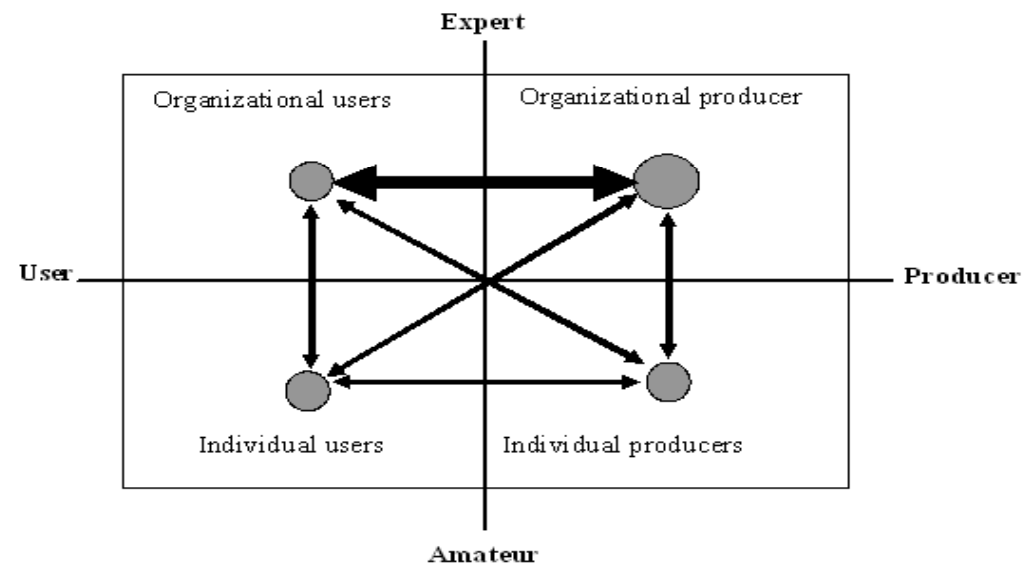 Expert
Organizational users
Organizational producer
User
Producer
Individual users
Individual producers
Amateur